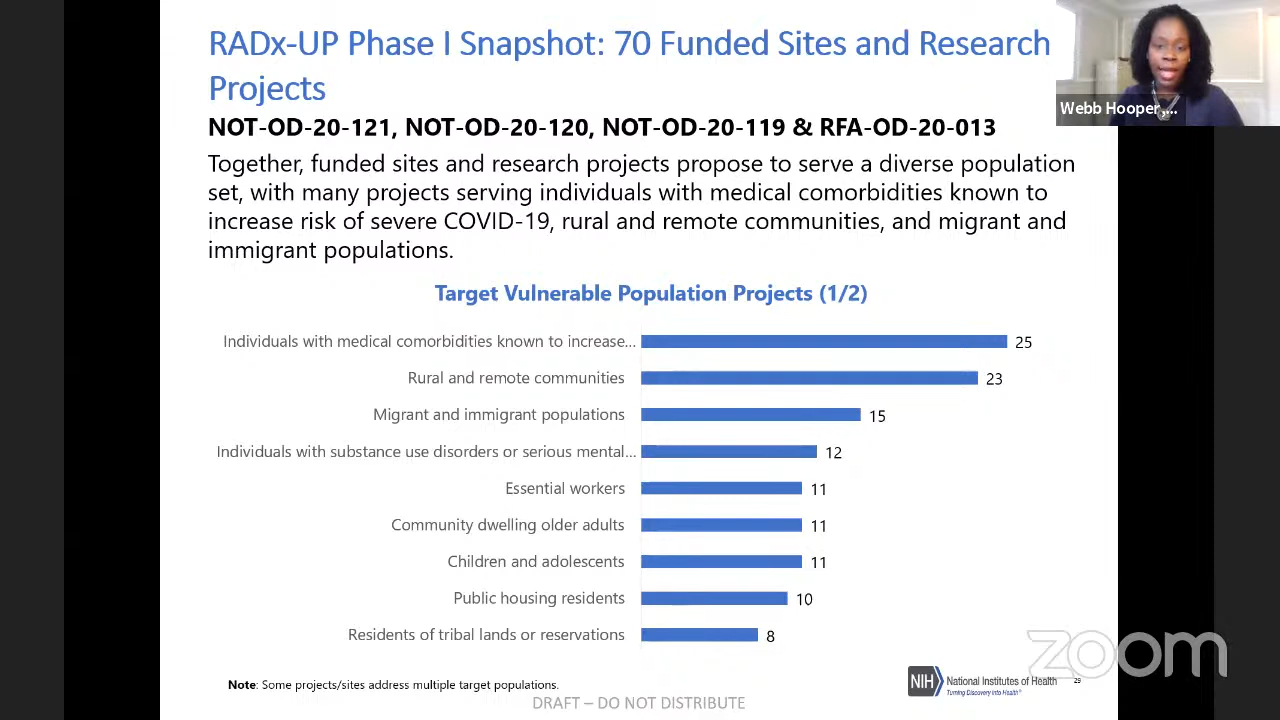 RADx-UP Phase I Snapshot: 70 Funded Sites and Research
Projects
Webb Hooper ,...
NOT-OD-20-121, NOT-OD-20-120, NOT-OD-20-119 & RFA-OD-20-013
Together, funded sites and research projects propose to serve a diverse population
set, with many projects serving individuals with medical comorbidities known to
increase risk of severe COVID-19, rural and remote communities, and migrant and
immigrant populations.
Target Vulnerable Population Projects (1/2)
Individuals with medical comorbidities known to increase... 25
Rural and remote communities 23
Migrant and immigrant populations 15
Individuals with substance use disorders or serious mental... 12
Essential workers 11
Community dwelling older adults 11
Children and adolescents 11
Public housing residents 10
Residents of tribal lands or reservations 8
zoom
Note: Some projects/sites address multiple target populations.
NIH National Institutes of Health
Turning Discovery Into Health®
29
DRAFT – DO NOT DISTRIBUTE